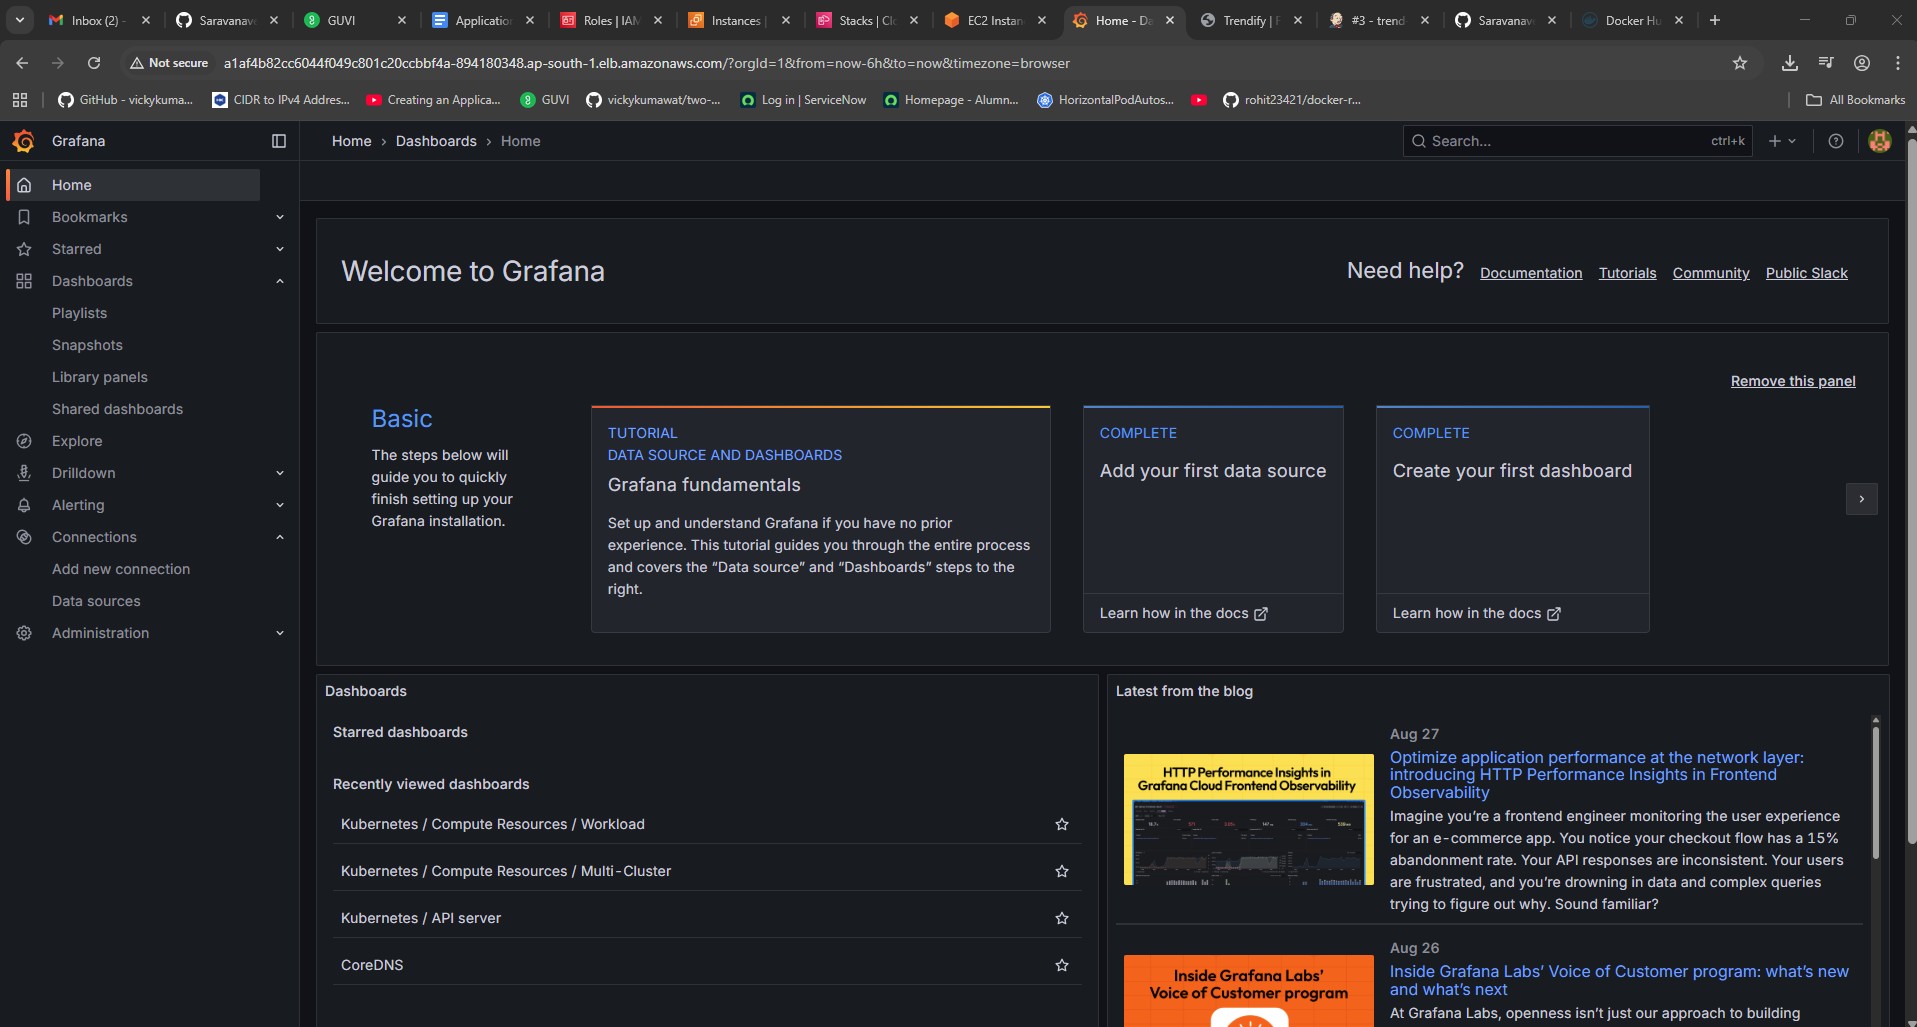 Inbox (2) -
Saravanave
GUVI
Applicatio
Roles | IAM
Instances |
Stacks | Cl
EC2 Instan
Home - Da
Trendify | F
#3 - trend-
Saravanave
Docker Hu
Not secure
a1af4b82cc6044f049c801c20ccbbf4a-894180348.ap-south-1.elb.amazonaws.com/?orgId=1&from=now-6h&to=now&timezone=browser
GitHub - vickykuma...
CIDR to IPv4 Addres...
Creating an Applica...
GUVI
vickykumawat/two-...
Log in | ServiceNow
Homepage - Alumn...
HorizontalPodAutos...
rohit23421/docker-r...
All Bookmarks
Grafana
Home › Dashboards › Home
Search...
ctrl+k
Home
Bookmarks
Starred
Dashboards
Playlists
Snapshots
Library panels
Shared dashboards
Explore
Drilldown
Alerting
Connections
Add new connection
Data sources
Administration
Welcome to Grafana
Need help?
Documentation
Tutorials
Community
Public Slack
Remove this panel
Basic
The steps below will
guide you to quickly
finish setting up your
Grafana installation.
TUTORIAL
DATA SOURCE AND DASHBOARDS
Grafana fundamentals
Set up and understand Grafana if you have no prior
experience. This tutorial guides you through the entire process
and covers the “Data source” and “Dashboards” steps to the
right.
COMPLETE
Add your first data source
Learn how in the docs
COMPLETE
Create your first dashboard
Learn how in the docs
Dashboards
Starred dashboards
Recently viewed dashboards
Kubernetes / Compute Resources / Workload
Kubernetes / Compute Resources / Multi-Cluster
Kubernetes / API server
CoreDNS
Latest from the blog
HTTP Performance Insights in
Grafana Cloud Frontend Observability
Aug 27
Optimize application performance at the network layer:
introducing HTTP Performance Insights in Frontend
Observability
Imagine you’re a frontend engineer monitoring the user experience
for an e-commerce app. You notice your checkout flow has a 15%
abandonment rate. Your API responses are inconsistent. Your users
are frustrated, and you’re drowning in data and complex queries
trying to figure out why. Sound familiar?
Inside Grafana Labs’
Voice of Customer program
Aug 26
Inside Grafana Labs’ Voice of Customer program: what’s new
and what’s next
At Grafana Labs, openness isn’t just our approach to building